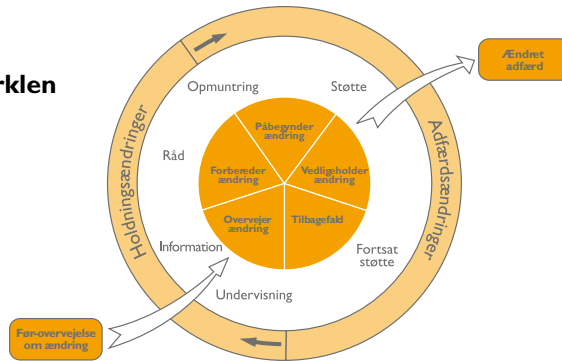 rklen
Ændret
adfærd
Opmuntring
Støtte
Påbegynder
ændring
Råd
Forbereder
ændring
Vedligeholder
ændring
Holdningsændringer
Adfærdsændringer
Overvejer
ændring
Tilbagefald
Information
Fortsat
støtte
Undervisning
Før-overvejelse
om ændring